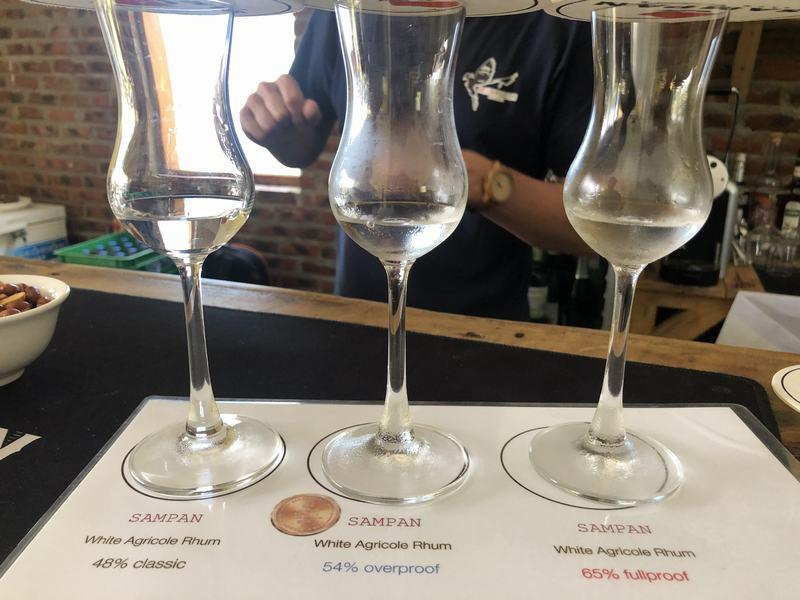 SAMPAN
White Agricole Rhum
48% classic
SAMPAN
White Agricole Rhum
54% overproof
SAMPAN
White Agricole Rhum
65% fullproof